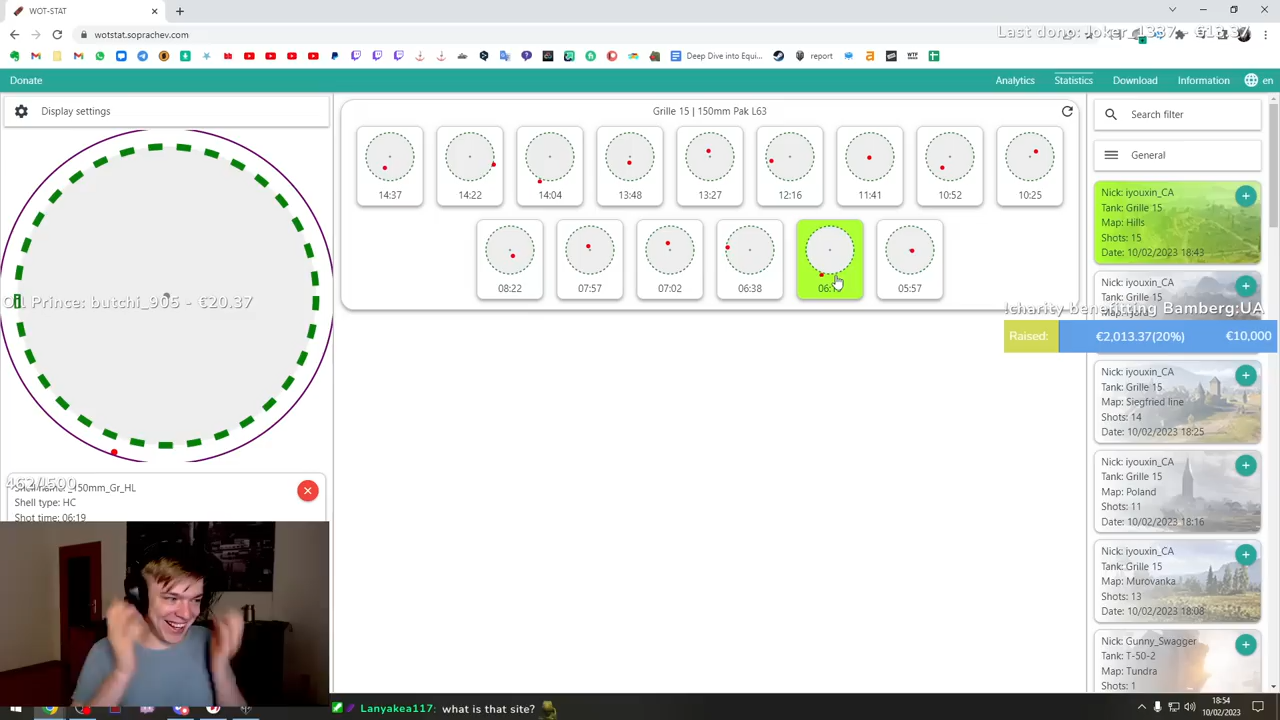 WOT-STAT
wotstat.soprachev.com
Last dono: Joker_1337 - €13.37
Deep Dive into Equi...
report
Donate
Analytics
Statistics
Download
Information
en
Display settings
Oil Prince: butchi_906 - €20.37
462/1500
150mm_Gr_HL
Shell type: HC
Shot time: 06:19
Grille 15 | 150mm Pak L63
14:37
14:22
14:04
13:48
13:27
12:16
11:41
10:52
10:25
08:22
07:57
07:02
06:38
05:57
Search filter
General
Nick: iyouxin_CA
Tank: Grille 15
Map: Hills
Shots: 15
Date: 10/02/2023 18:43
Nick: iyouxin_CA
Tank: Grille 15
!charity benefitting Bamberg:UA
Raised:
€2,013.37(20%)
€10,000
Nick: iyouxin_CA
Tank: Grille 15
Map: Siegfried line
Shots: 14
Date: 10/02/2023 18:25
Nick: iyouxin_CA
Tank: Grille 15
Map: Poland
Shots: 11
Date: 10/02/2023 18:16
Nick: iyouxin_CA
Tank: Grille 15
Map: Murovanka
Shots: 13
Date: 10/02/2023 18:08
Nick: Gunny_Swagger
Tank: T-50-2
Map: Tundra
Shots: 1
Lanyakea117: what is that site?
18:54
10/02/2023